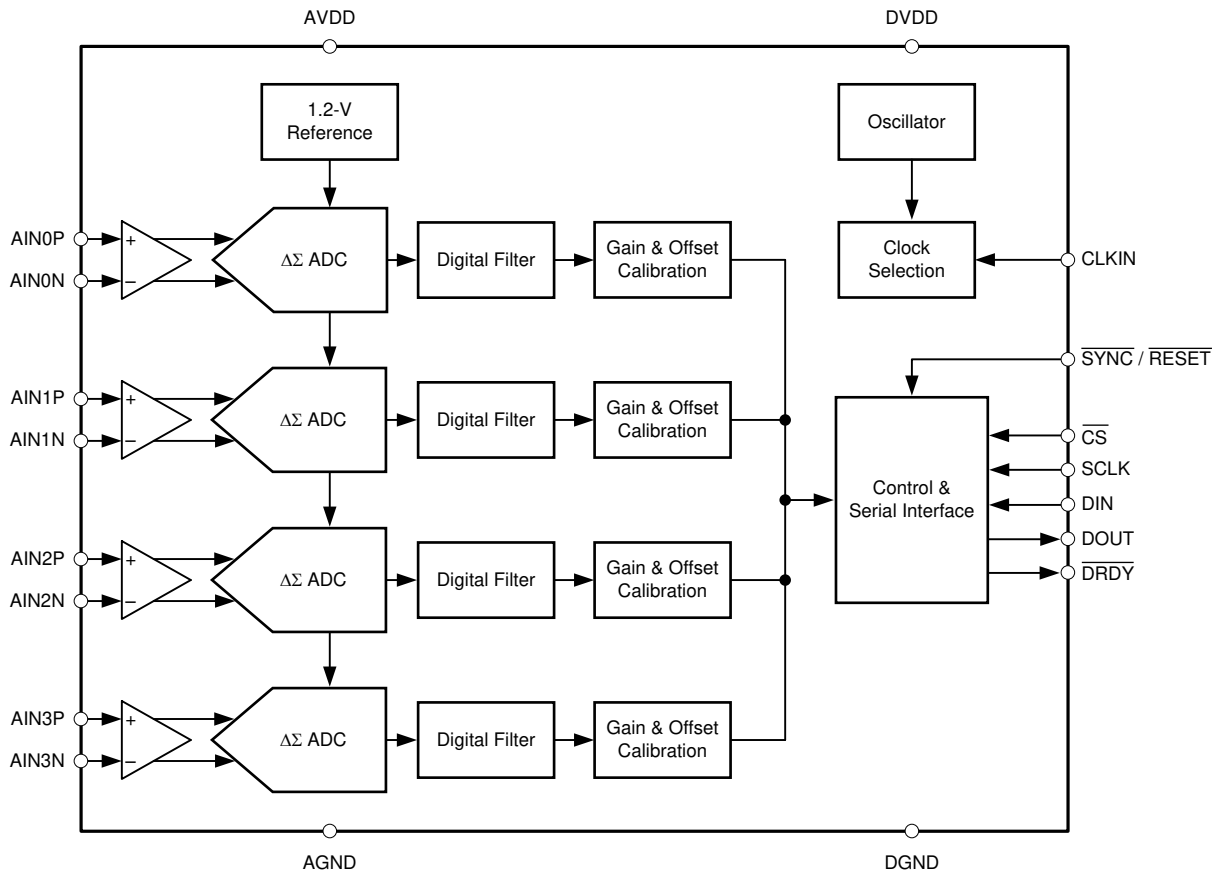 AVDD
DVDD
1.2-V
Reference
Oscillator
AIN0P
+
AIN0N
−
ΔΣ ADC
Digital Filter
Gain & Offset
Calibration
Clock
Selection
CLKIN
SYNC / RESET
AIN1P
+
AIN1N
−
ΔΣ ADC
Digital Filter
Gain & Offset
Calibration
CS
SCLK
Control &
Serial Interface
DIN
DOUT
DRDY
AIN2P
+
AIN2N
−
ΔΣ ADC
Digital Filter
Gain & Offset
Calibration
AIN3P
+
AIN3N
−
ΔΣ ADC
Digital Filter
Gain & Offset
Calibration
AGND
DGND